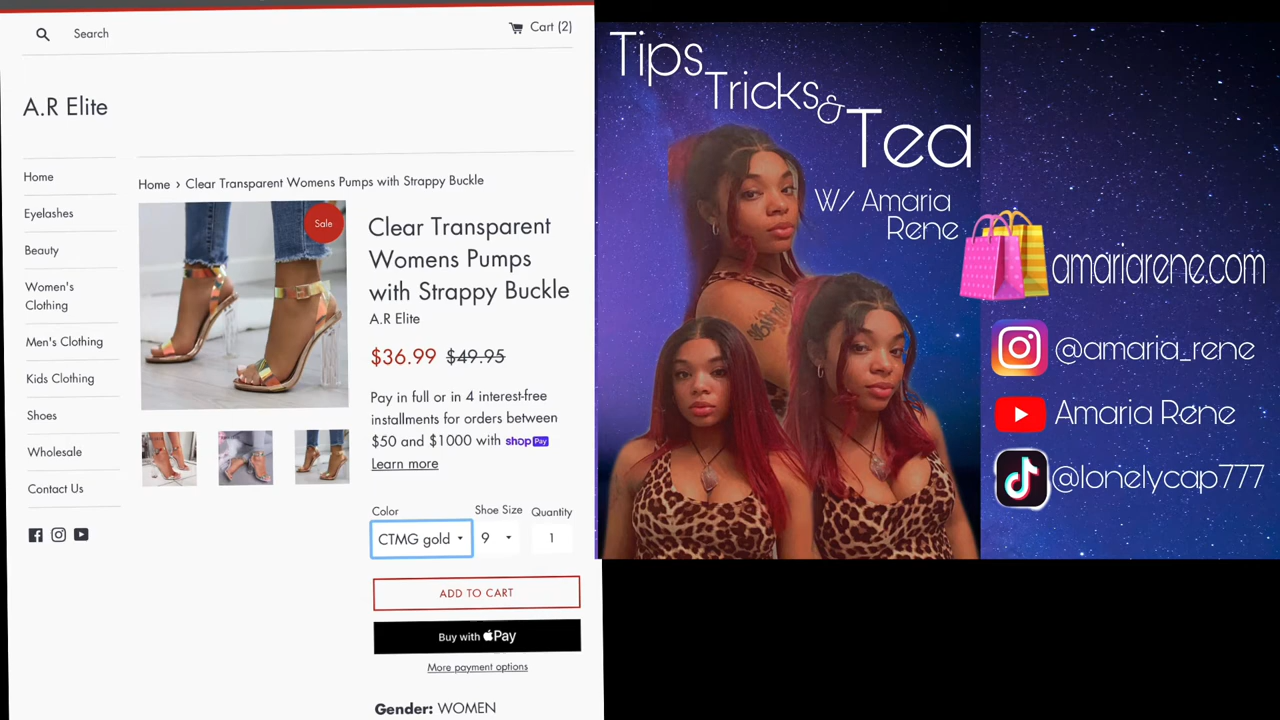 Search
Cart (2)
A.R Elite
Home
Eyelashes
Beauty
Women's
Clothing
Men's Clothing
Kids Clothing
Shoes
Wholesale
Contact Us
Home › Clear Transparent Womens Pumps with Strappy Buckle
Sale
Clear Transparent
Womens Pumps
with Strappy Buckle
A.R Elite
$36.99 $49.95
Pay in full or in 4 interest-free
installments for orders between
$50 and $1000 with shop Pay
Learn more
Color
Shoe Size
Quantity
CTMG gold
9
1
ADD TO CART
Buy with Pay
More payment options
Gender: WOMEN
Tips
Tricks &
Tea
W/ Amaria
Rene
amariarene.com
@amaria_rene
Amaria Rene
@lonelycap777